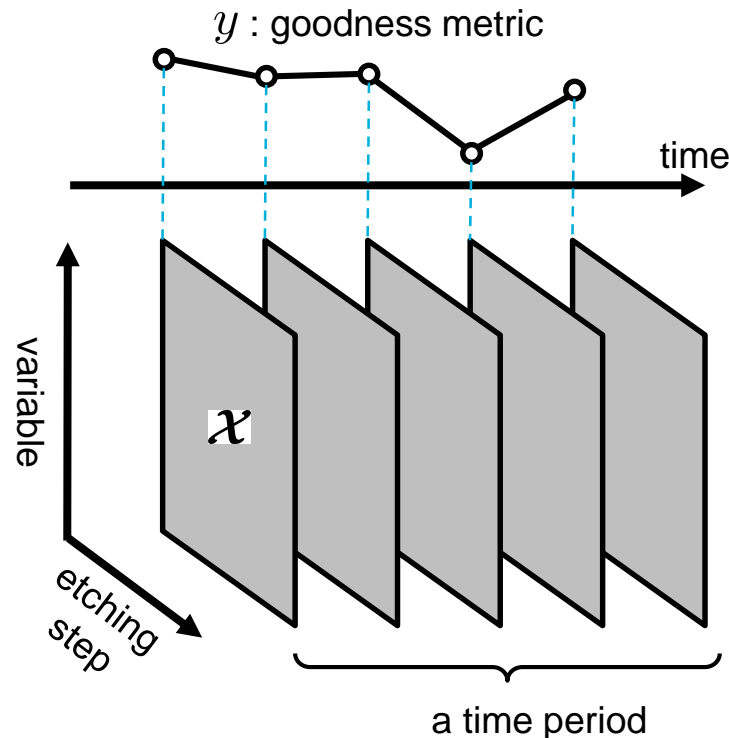 y : goodness metric
time
variable
𝒳
etching
step
a time period